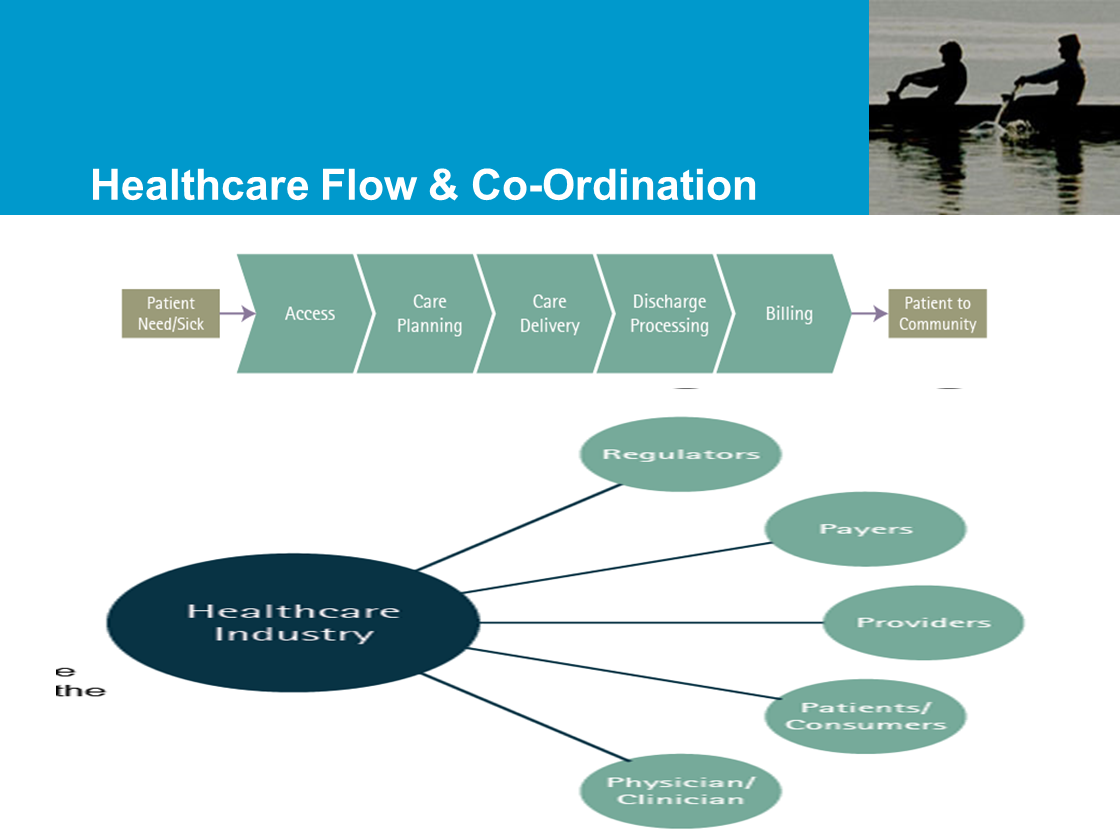 Healthcare Flow & Co-Ordination
Patient
Need/Sick
Access
Care
Planning
Care
Delivery
Discharge
Processing
Billing
Patient to
Community
Regulators
Payers
Healthcare
Industry
Providers
e
the
Patients/
Consumers
Physician/
Clinician